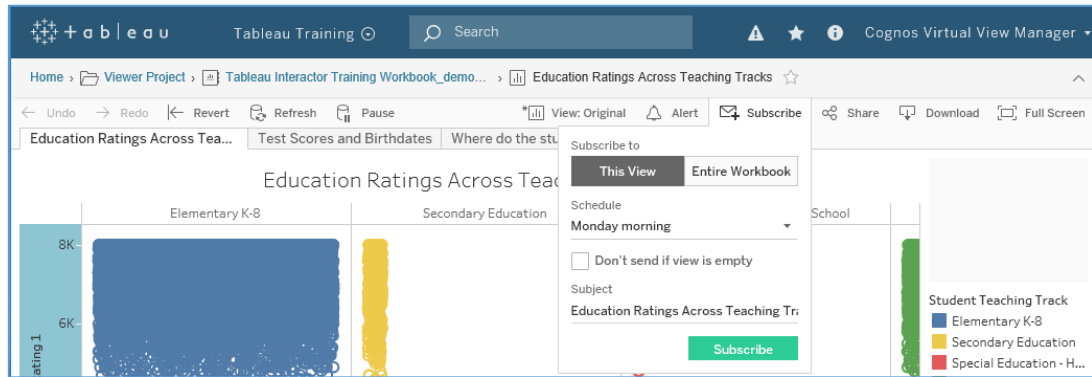 +ableau Tableau Training Search Cognos Virtual View Manager
Home › Viewer Project › Tableau Interactor Training Workbook_demo... › Education Ratings Across Teaching Tracks
Undo Redo Revert Refresh Pause *View: Original Alert Subscribe Share Download Full Screen
Education Ratings Across Tea... Test Scores and Birthdates Where do the stu
Subscribe to
This View Entire Workbook
Education Ratings Across Teac
Schedule
Monday morning
Elementary K-8 Secondary Education School
8K
Don't send if view is empty
Subject
Education Ratings Across Teaching Tr
6K
Subscribe
ating 1
Student Teaching Track
Elementary K-8
Secondary Education
Special Education - H...